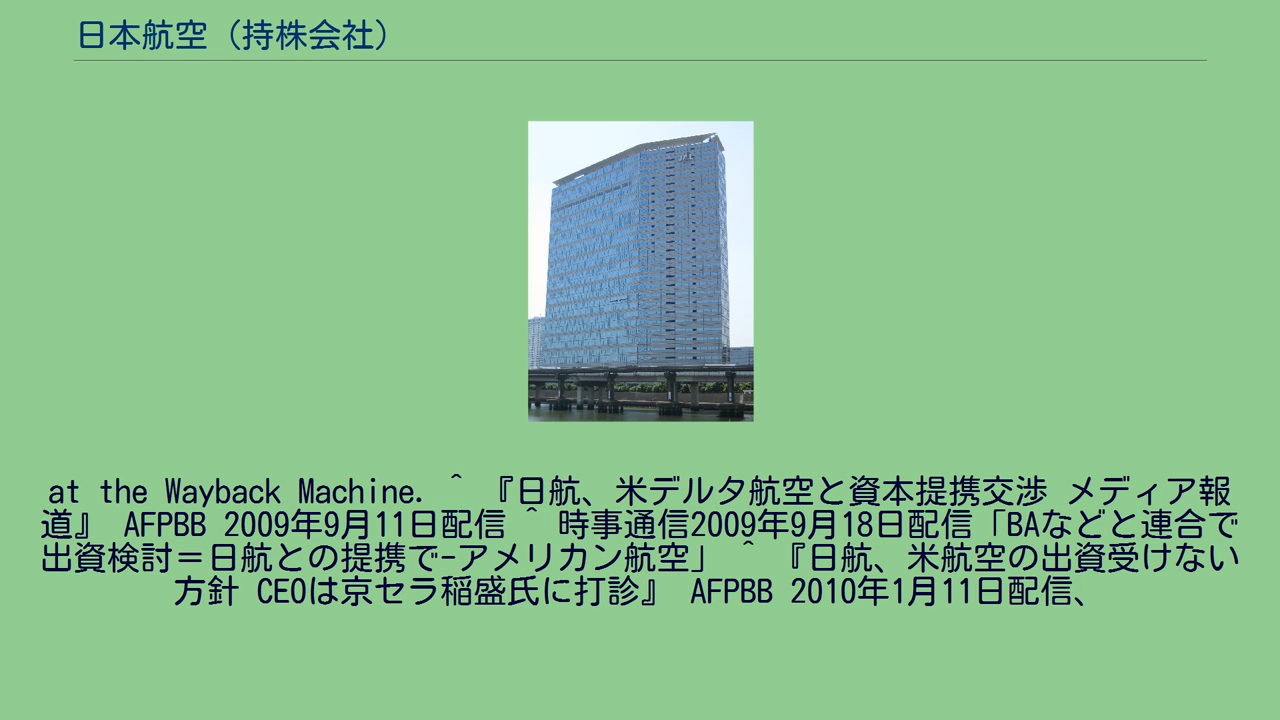 日本航空（持株会社）
at the Wayback Machine. ^ 『日航、米デルタ航空と資本提携交渉 メディア報
道』 AFPBB 2009年9月11日配信 ^ 時事通信2009年9月18日配信「BAなどと連合で
出資検討＝日航との提携で−アメリカン航空」 ^ 『日航、米航空の出資受けない
方針 CEOは京セラ稲盛氏に打診』 AFPBB 2010年1月11日配信、